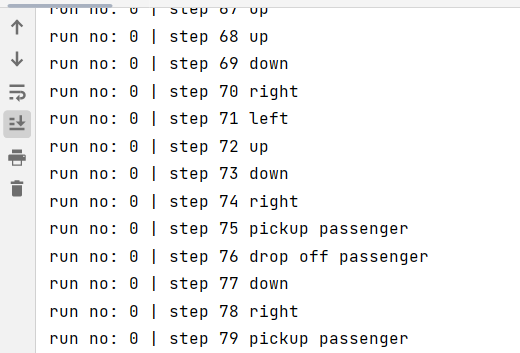 run no: 0 | step 67 up
run no: 0 | step 68 up
run no: 0 | step 69 down
run no: 0 | step 70 right
run no: 0 | step 71 left
run no: 0 | step 72 up
run no: 0 | step 73 down
run no: 0 | step 74 right
run no: 0 | step 75 pickup passenger
run no: 0 | step 76 drop off passenger
run no: 0 | step 77 down
run no: 0 | step 78 right
run no: 0 | step 79 pickup passenger